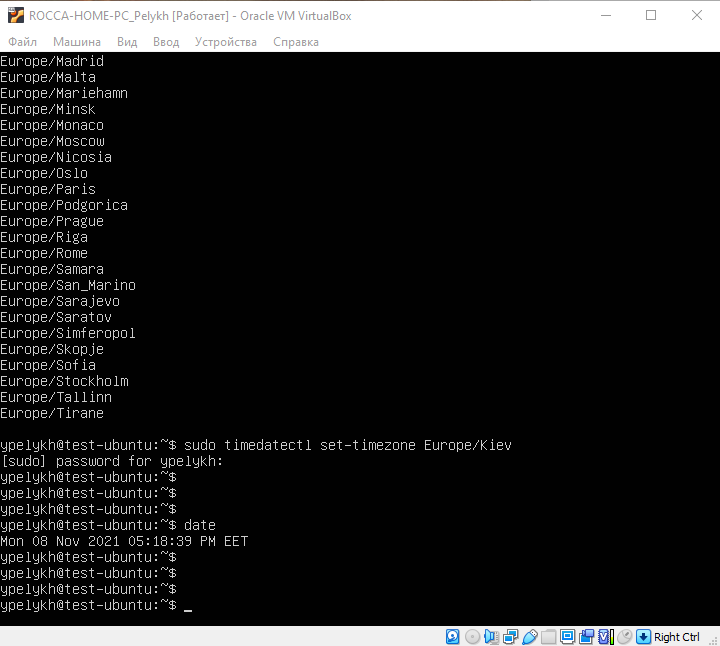 ROCCA-HOME-PC_Pelykh [Работает] - Oracle VM VirtualBox
Файл Машина Вид Ввод Устройства Справка
Europe/Madrid
Europe/Malta
Europe/Mariehamn
Europe/Minsk
Europe/Monaco
Europe/Moscow
Europe/Nicosia
Europe/Oslo
Europe/Paris
Europe/Podgorica
Europe/Prague
Europe/Riga
Europe/Rome
Europe/Samara
Europe/San_Marino
Europe/Sarajevo
Europe/Saratov
Europe/Simferopol
Europe/Skopje
Europe/Sofia
Europe/Stockholm
Europe/Tallinn
Europe/Tirane
ypelykh@test-ubuntu:~$ sudo timedatectl set-timezone Europe/Kiev
[sudo] password for ypelykh:
ypelykh@test-ubuntu:~$
ypelykh@test-ubuntu:~$
ypelykh@test-ubuntu:~$
ypelykh@test-ubuntu:~$ date
Mon 08 Nov 2021 05:18:39 PM EET
ypelykh@test-ubuntu:~$
ypelykh@test-ubuntu:~$
ypelykh@test-ubuntu:~$
ypelykh@test-ubuntu:~$ _
Right Ctrl